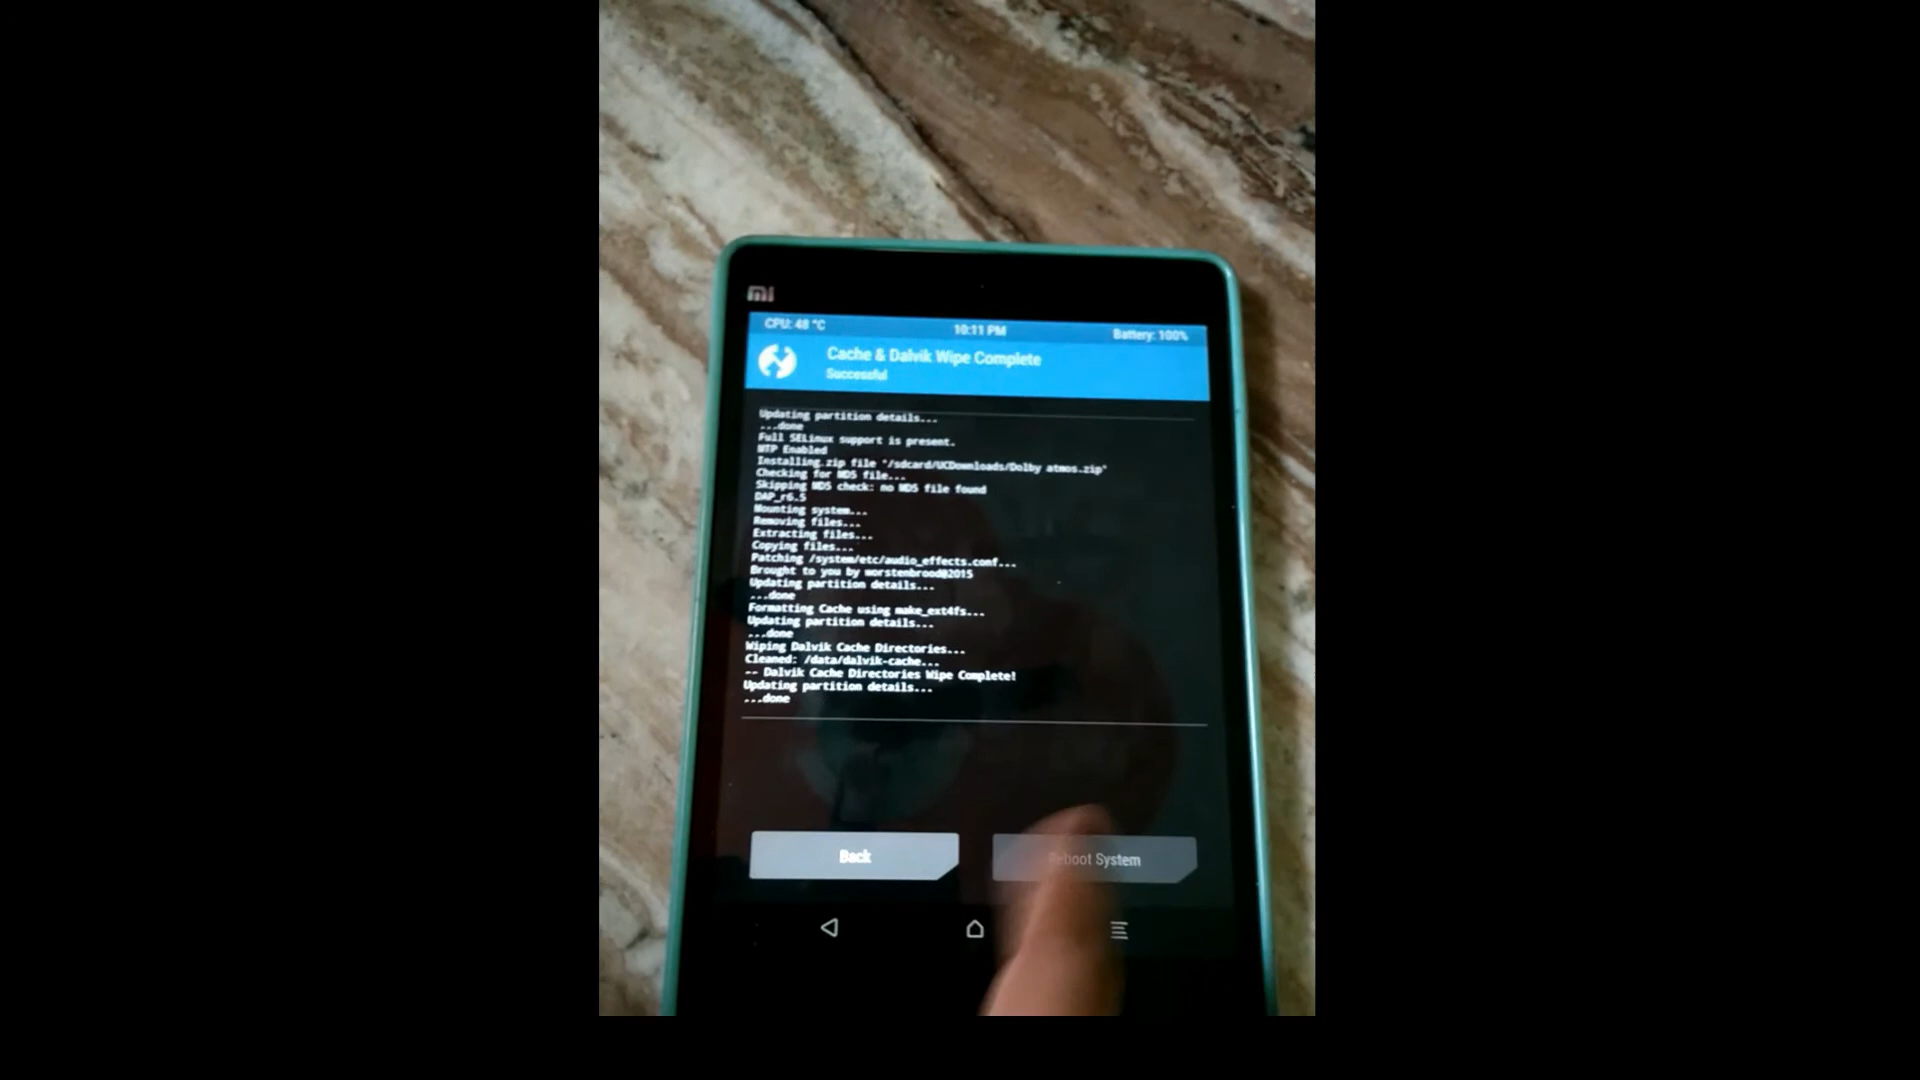 mi
CPU: 48 °C 10:11 PM Battery: 100%
Cache & Dalvik Wipe Complete
Successful
Updating partition details...
...done
Full SELinux support is present.
MTP Enabled
Installing zip file "/sdcard/UCDownloads/Dolby atmos.zip"
Checking for MD5 file...
Skipping MD5 check: no MD5 file found
DAP_r6.5
Mounting system...
Removing files...
Extracting files...
Copying files...
Patching /system/etc/audio_effects.conf...
Brought to you by worstenbrood@2015
Updating partition details...
...done
Formatting Cache using make_ext4fs...
Updating partition details...
...done
Wiping Dalvik Cache Directories...
Cleaned: /data/dalvik-cache...
-- Dalvik Cache Directories Wipe Complete!
Updating partition details...
...done
Back Reboot System